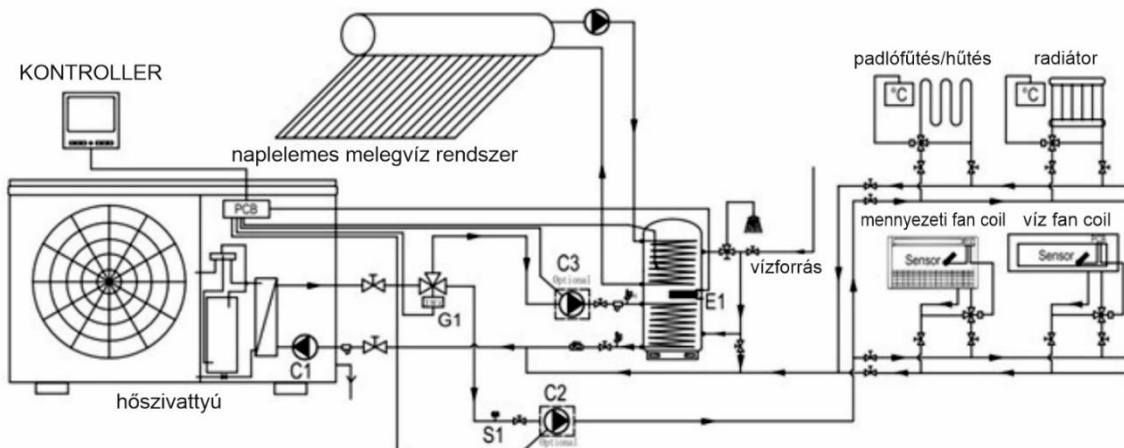 KONTROLLER
naplelemes melegvíz rendszer
padlófűtés/hűtés
radiátor
°C
°C
PCB
mennyezeti fan coil
víz fan coil
Sensor
PCB
Sensor
vízforrás
C3
Optional
E1
G1
C1
hőszivattyú
C2
Optional
S1